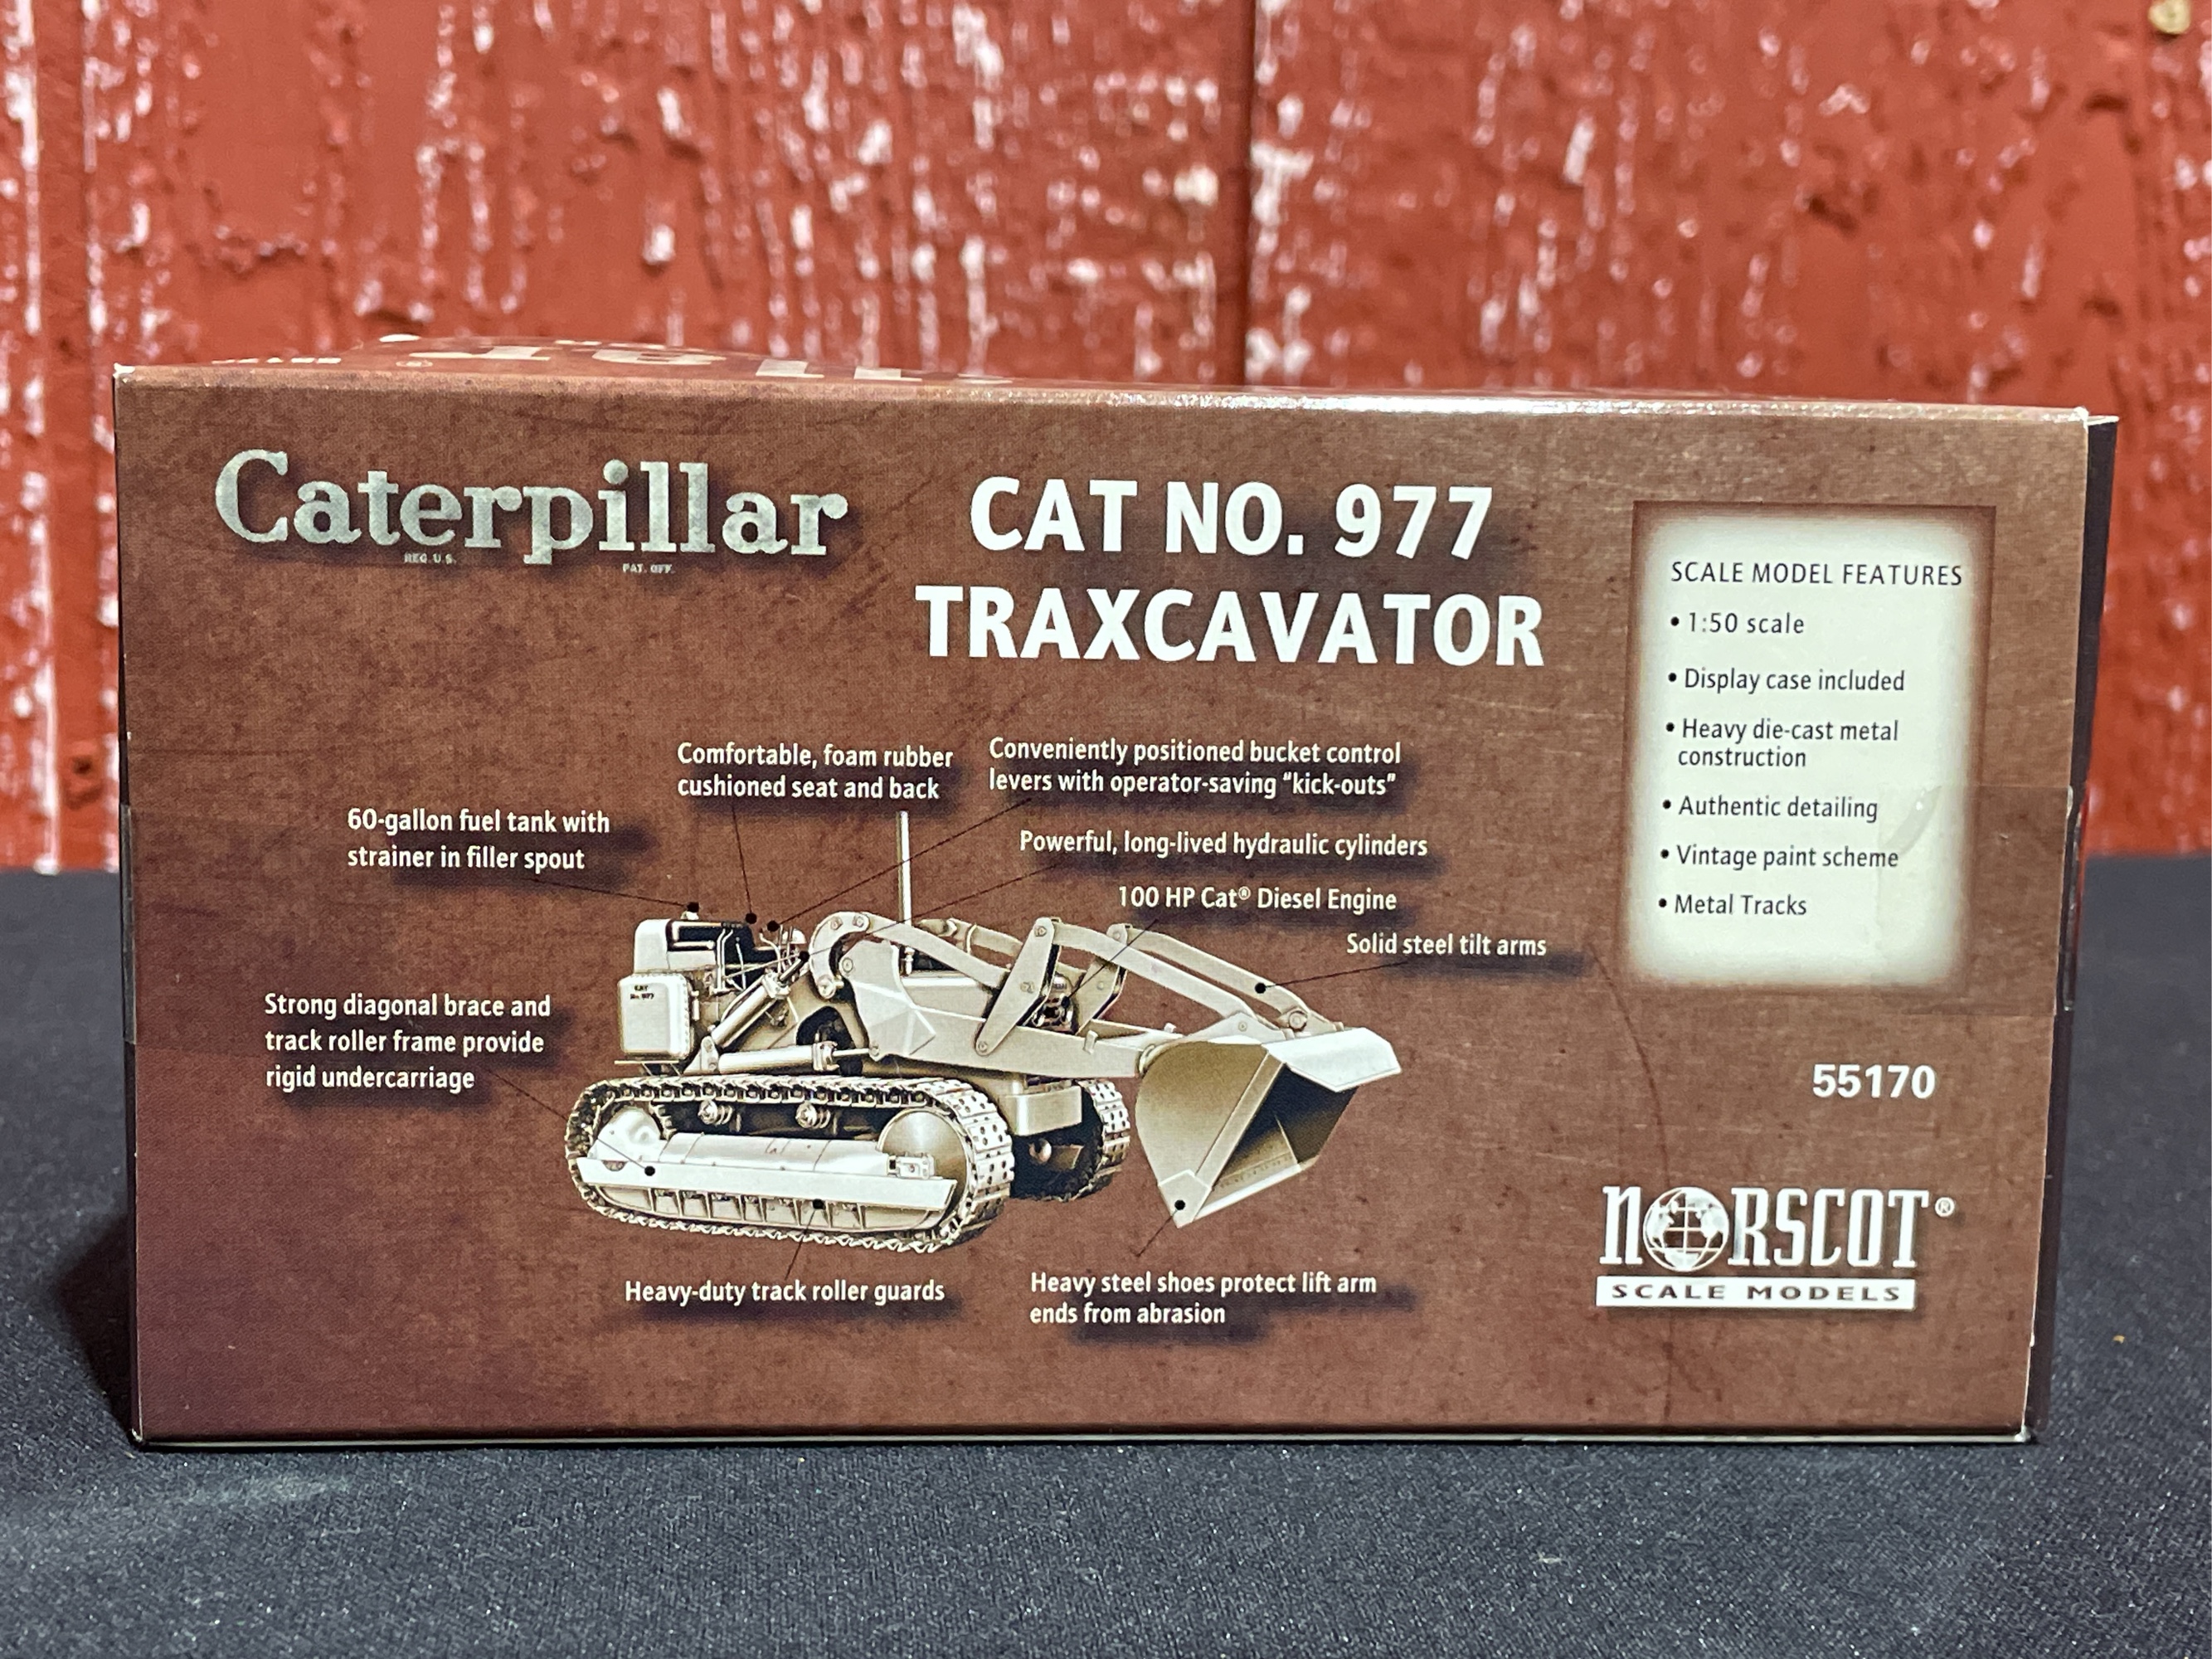 Caterpillar
REG. U.S. PAT. OFF.
CAT NO. 977
TRAXCAVATOR
SCALE MODEL FEATURES
• 1:50 scale
• Display case included
• Heavy die-cast metal
construction
• Authentic detailing
• Vintage paint scheme
• Metal Tracks
Comfortable, foam rubber
cushioned seat and back
Conveniently positioned bucket control
levers with operator-saving “kick-outs”
60-gallon fuel tank with
strainer in filler spout
Powerful, long-lived hydraulic cylinders
100 HP Cat® Diesel Engine
Solid steel tilt arms
Strong diagonal brace and
track roller frame provide
rigid undercarriage
CAT
No. 977
Heavy-duty track roller guards
Heavy steel shoes protect lift arm
ends from abrasion
55170
NORSCOT®
SCALE MODELS